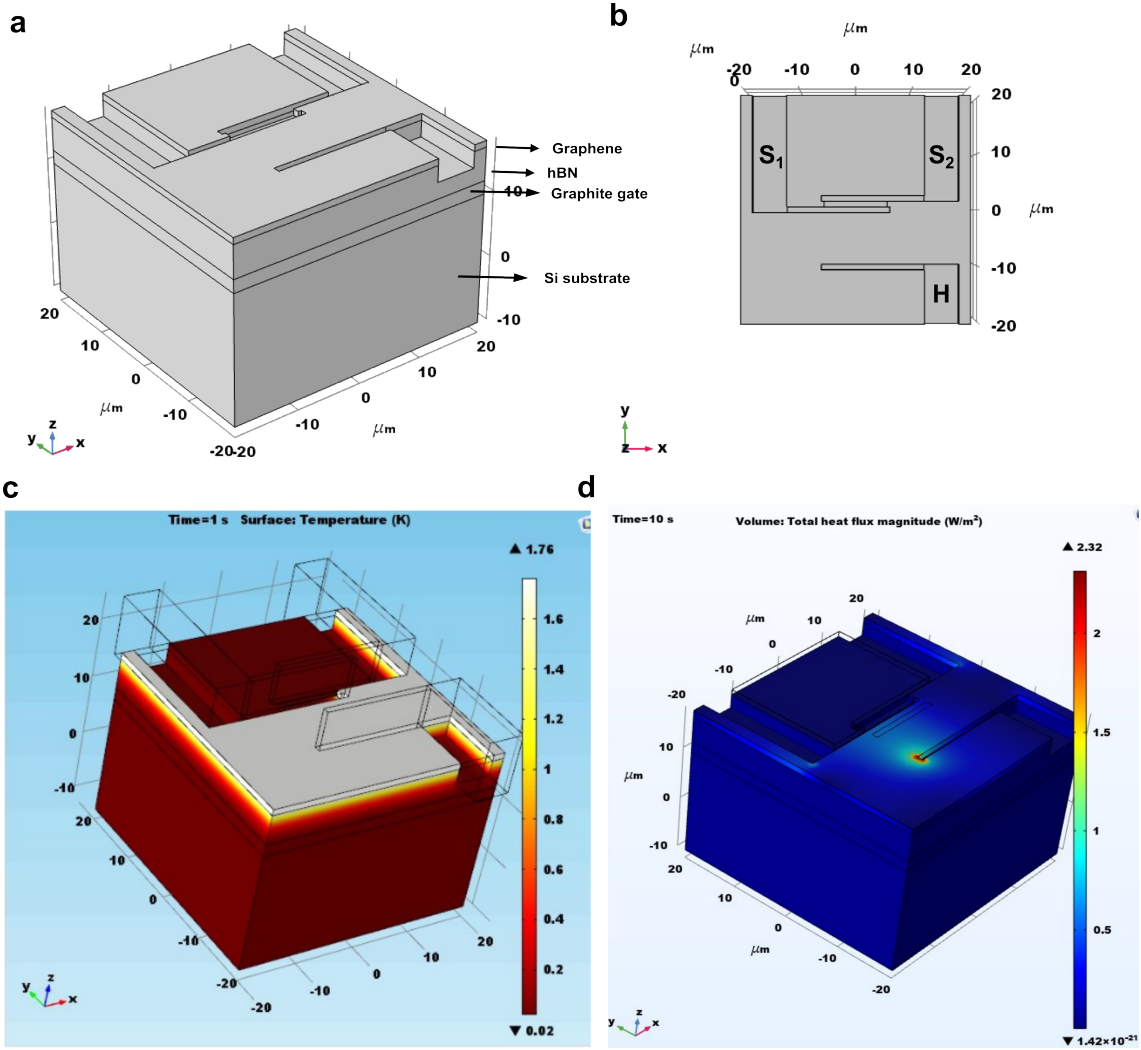 a
Graphene
hBN
10
Graphite gate
0
Si substrate
-10
20
10
0
-10
-20
μm
-20
-10
0
10
20
μm
z
y
x
b
μm
μm
-20
-10
0
10
20
0
20
10
0
μm
-10
-20
S1
S2
H
y
z
x
c
Time=1 s Surface: Temperature (K)
▲ 1.76
1.6
1.4
1.2
1
0.8
0.6
0.4
0.2
▼ 0.02
20
10
0
-10
20
10
0
-10
-20
-20
-10
0
10
20
y
z
x
d
Time=10 s
Volume: Total heat flux magnitude (W/m²)
▲ 2.32
2
1.5
1
0.5
▼ 1.42×10⁻²¹
20
μm
10
0
-10
-20
10
μm
0
-10
20
10
0
μm
-10
-20
y
z
x